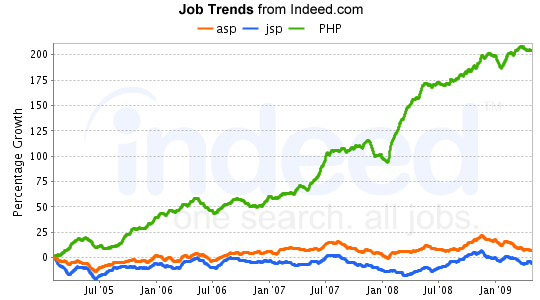 Job Trends from Indeed.com
asp jsp PHP
Percentage Growth
200
175
150
125
100
75
50
25
0
indeed™
one search. all jobs.
Jul'05 Jan'06 Jul'06 Jan'07 Jul'07 Jan'08 Jul'08 Jan'09